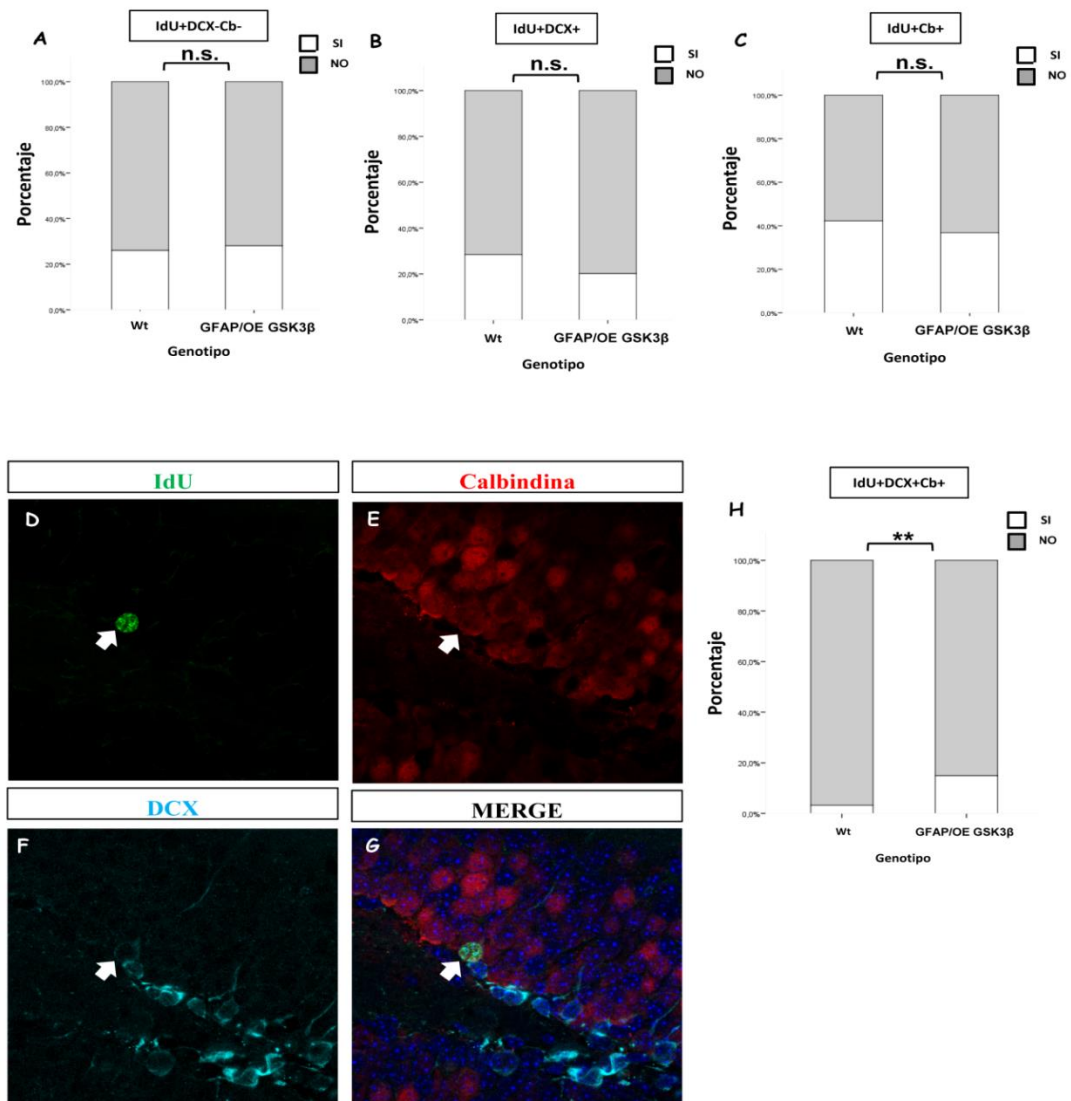 A
IdU+DCX-Cb-
SI
NO
n.s.
100,0%
80,0%
60,0%
40,0%
20,0%
0,0%
Porcentaje
Wt
GFAP/OE GSK3β
Genotipo
B
IdU+DCX+
SI
NO
n.s.
100,0%
80,0%
60,0%
40,0%
20,0%
0,0%
Porcentaje
Wt
GFAP/OE GSK3β
Genotipo
C
IdU+Cb+
SI
NO
n.s.
100,0%
80,0%
60,0%
40,0%
20,0%
0,0%
Porcentaje
Wt
GFAP/OE GSK3β
Genotipo
IdU
D
Calbindina
E
DCX
F
MERGE
G
H
IdU+DCX+Cb+
SI
NO
**
100,0%
80,0%
60,0%
40,0%
20,0%
0,0%
Porcentaje
Wt
GFAP/OE GSK3β
Genotipo